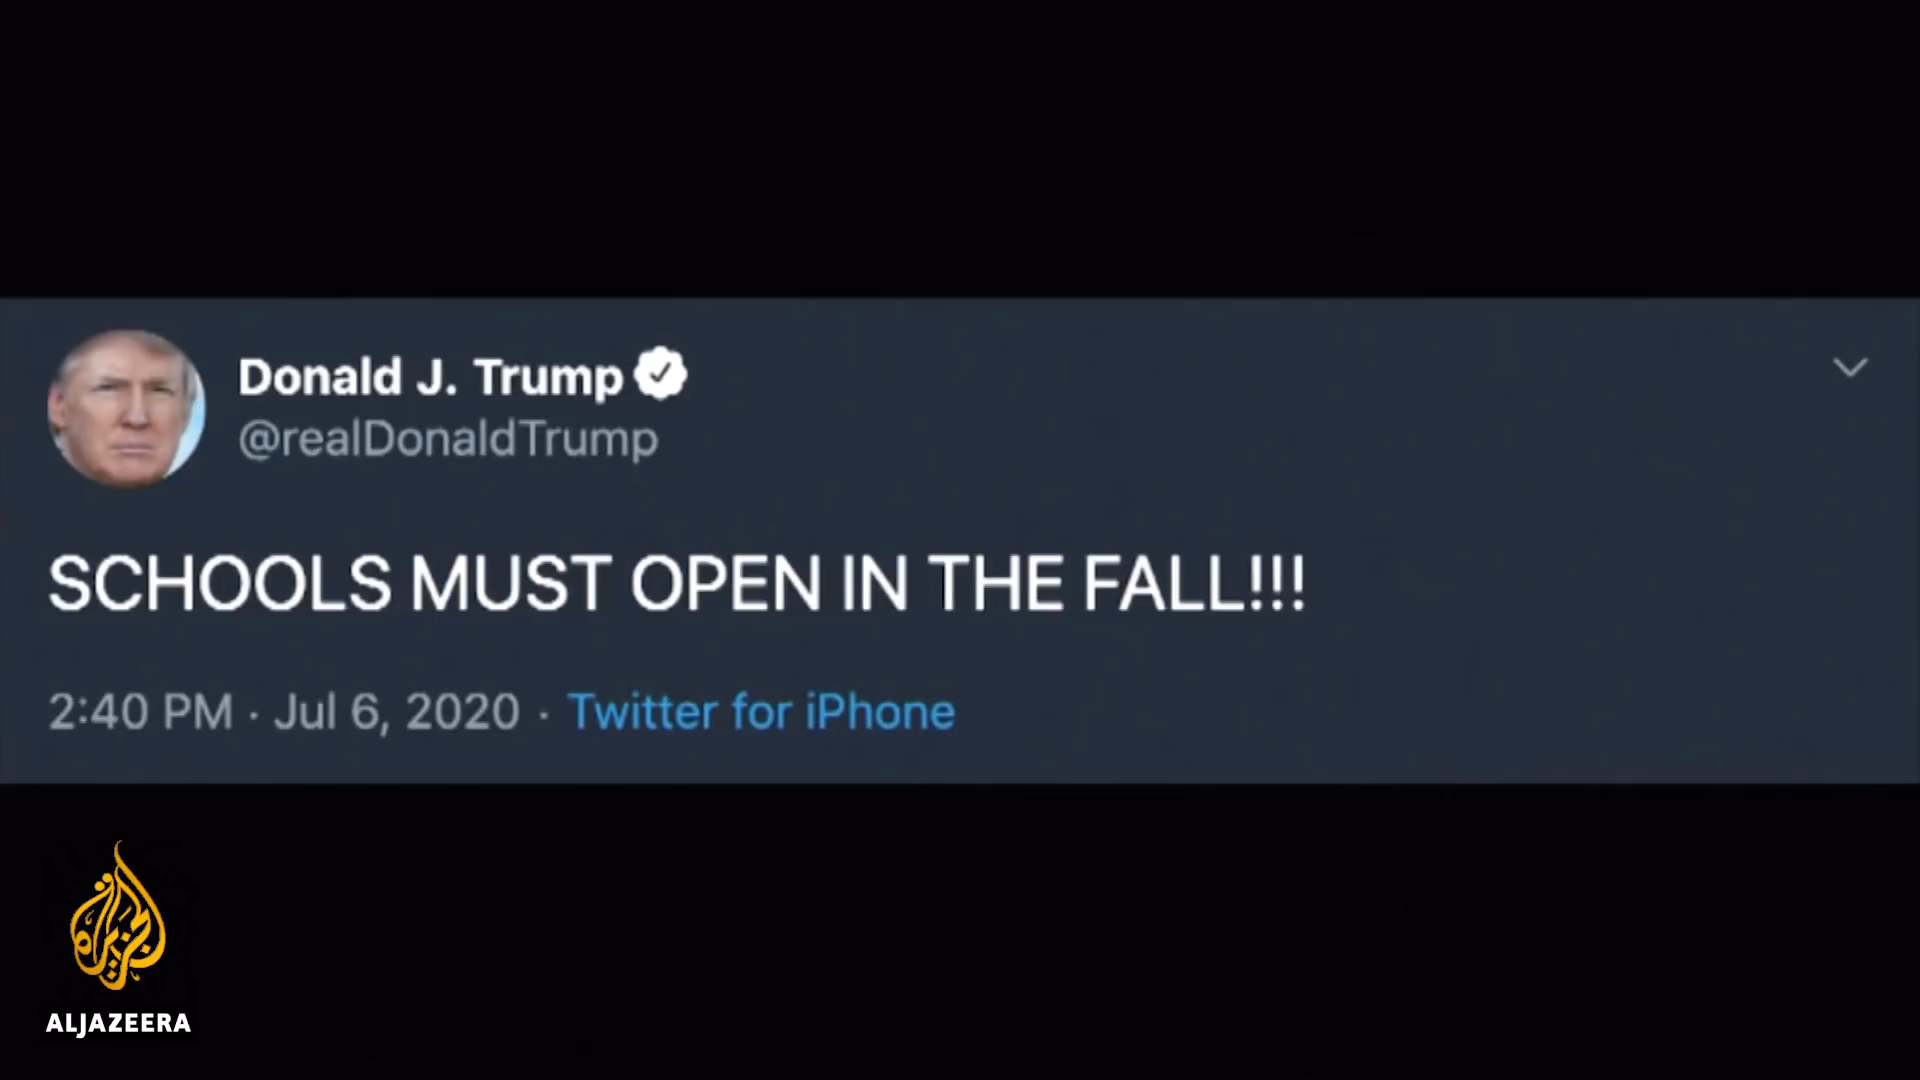 Donald J. Trump
@realDonaldTrump
SCHOOLS MUST OPEN IN THE FALL!!!
2:40 PM · Jul 6, 2020 · Twitter for iPhone
الجزيرة
ALJAZEERA